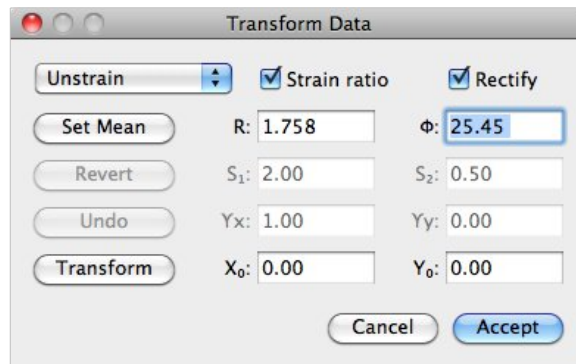 Transform Data
Unstrain Strain ratio Rectify
Set Mean R: 1.758 Φ: 25.45
Revert S₁: 2.00 S₂: 0.50
Undo Yx: 1.00 Yy: 0.00
Transform X₀: 0.00 Y₀: 0.00
Cancel Accept